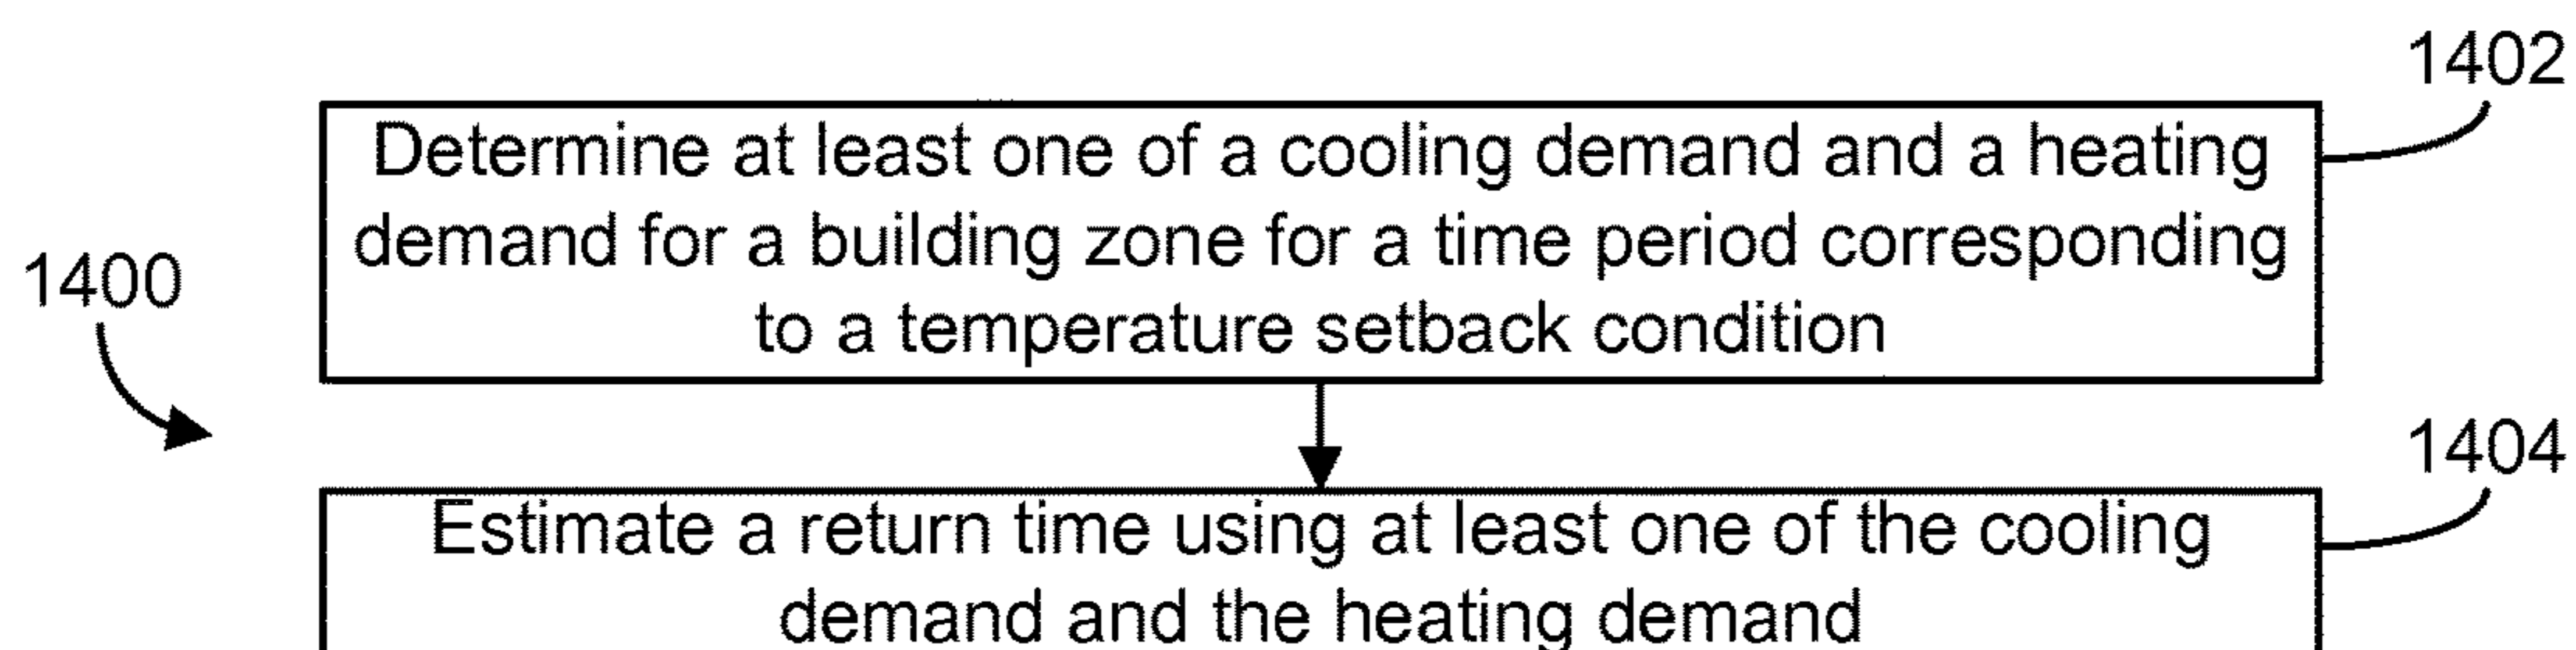 1402
Determine at least one of a cooling demand and a heating
demand for a building zone for a time period corresponding
to a temperature setback condition
1400
1404
Estimate a return time using at least one of the cooling
demand and the heating demand